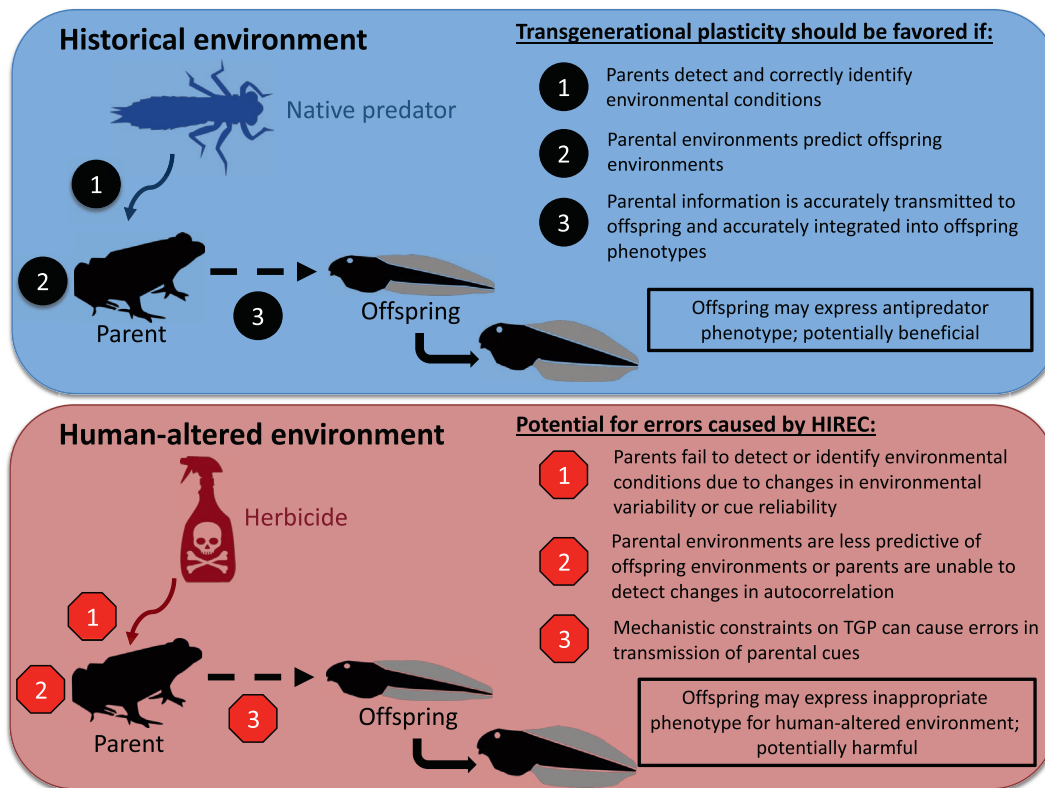 Historical environment
Native predator
1
2
Parent
3
Offspring
Transgenerational plasticity should be favored if:
1
Parents detect and correctly identify
environmental conditions
2
Parental environments predict offspring
environments
3
Parental information is accurately transmitted to
offspring and accurately integrated into offspring
phenotypes
Offspring may express antipredator
phenotype; potentially beneficial
Human-altered environment
Herbicide
1
2
Parent
3
Offspring
Potential for errors caused by HIREC:
1
Parents fail to detect or identify environmental
conditions due to changes in environmental
variability or cue reliability
2
Parental environments are less predictive of
offspring environments or parents are unable to
detect changes in autocorrelation
3
Mechanistic constraints on TGP can cause errors in
transmission of parental cues
Offspring may express inappropriate
phenotype for human-altered environment;
potentially harmful